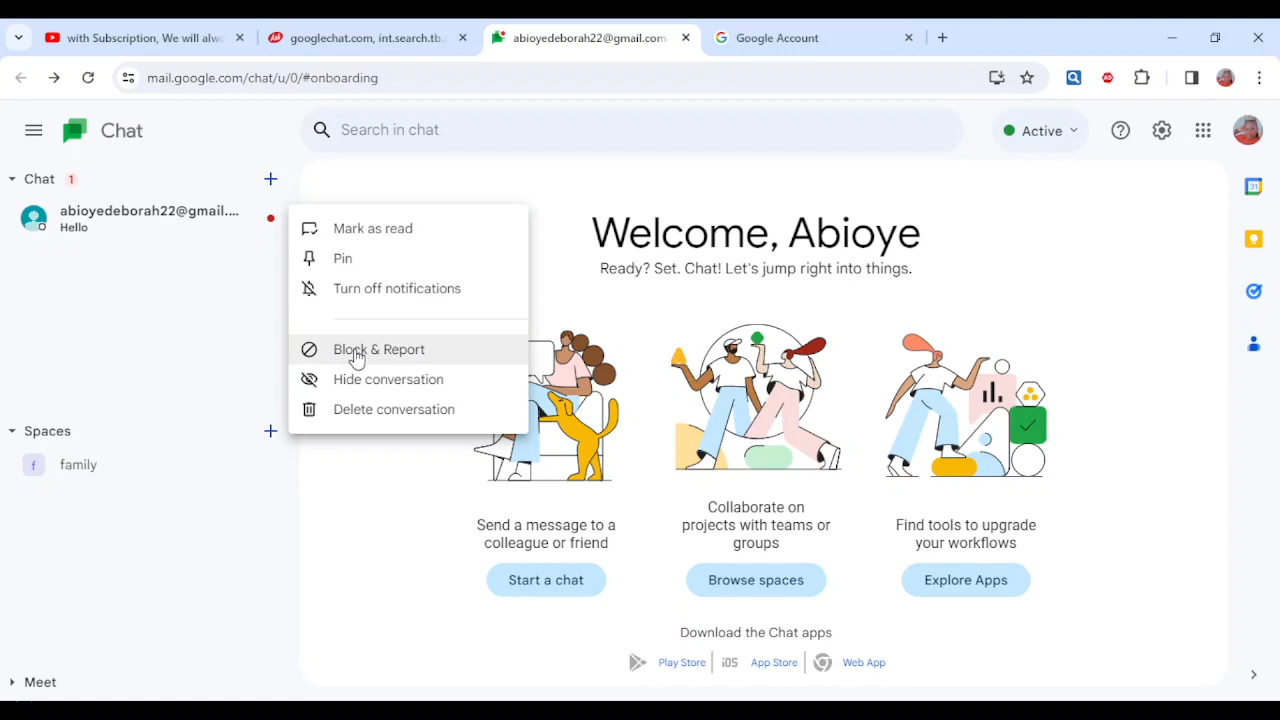 with Subscription, We will alwa
googlechat.com, int.search.tb.
abioyedeborah22@gmail.com
Google Account
mail.google.com/chat/u/0/#onboarding
Chat
Search in chat
Active
Chat 1
abioyedeborah22@gmail....
Hello
Mark as read
Pin
Turn off notifications
Block & Report
Hide conversation
Delete conversation
Spaces
f family
Meet
Welcome, Abioye
Ready? Set. Chat! Let's jump right into things.
Send a message to a
colleague or friend
Start a chat
Collaborate on
projects with teams or
groups
Browse spaces
Find tools to upgrade
your workflows
Explore Apps
Download the Chat apps
Play Store
iOS App Store
Web App
31